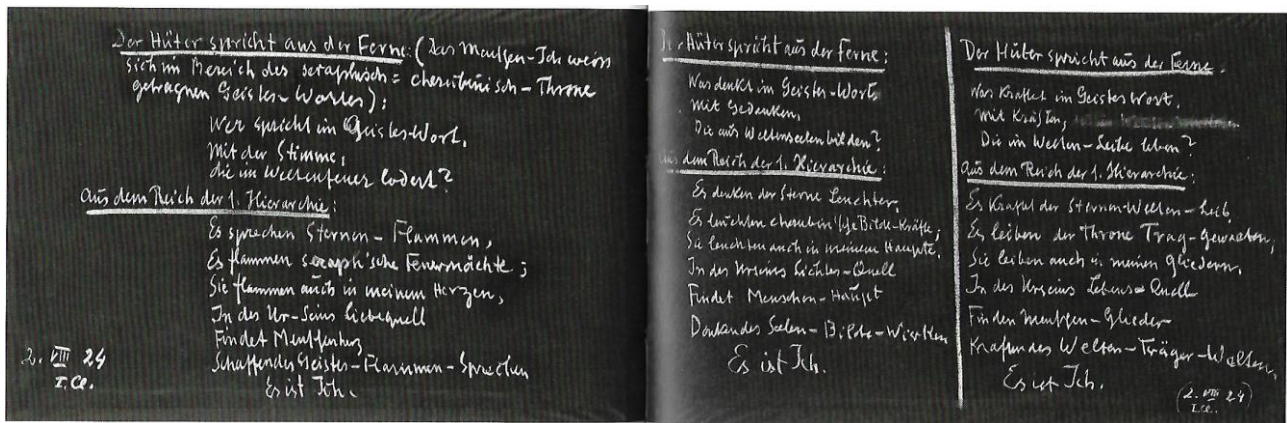 Der Hüter spricht aus der Ferne: (Das Menschen-Ich weiss
sich im Bereich des seraphisch = cherubinisch – Throne
getragnen Geistes-Wortes):
Wer spricht im Geistes-Wort,
Mit der Stimme,
die im Weltenfeuer lodert?
Aus dem Reich der 1. Hierarchie:
Es sprechen Sternen – Flammen,
Es flammen seraph'sche Feuermächte;
Sie flammen auch in meinem Herzen,
In des Ur-Seins Liebequell
Findet Menschenherz
Schaffendes Geistes-Flammen-Sprechen
Es ist Ich.
2. VIII 24
I. Cl.
Der Hüter spricht aus der Ferne:
Was denkt im Geistes-Wort
Mit Gedanken,
Die aus Weltenseelen bilden?
Aus dem Reich der 1. Hierarchie:
Es denken der Sterne Leuchter
Es leuchten cherubin'sche Bilde-Kräfte;
Sie leuchten auch in meinem Haupte,
In des Urseins Lichtes-Quell
Findet Menschen-Haupt
Denkendes Seelen-Bilde-Wirken
Es ist Ich.
Der Hüter spricht aus der Ferne:
Was kraftet im Geistes Wort,
Mit Kräften,
Die im Welten-Leibe leben?
Aus dem Reich der 1. Hierarchie:
Es kraftet der Sternen-Welten-Leib,
Es leiben der Throne Trag-Gewalten,
Sie leiben auch in meinen Gliedern,
In des Urseins Lebens-Quell
Finden Menschen-Glieder
Kraftendes Welten-Träger-Walten,
Es ist Ich.
(2. VIII 24)
I. Cl.